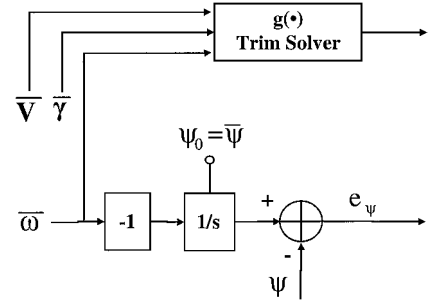 g(•)
Trim Solver
V̅ γ̅
ψ₀ = ψ̅
ω̅ -1 1/s + e_ψ
-
ψ